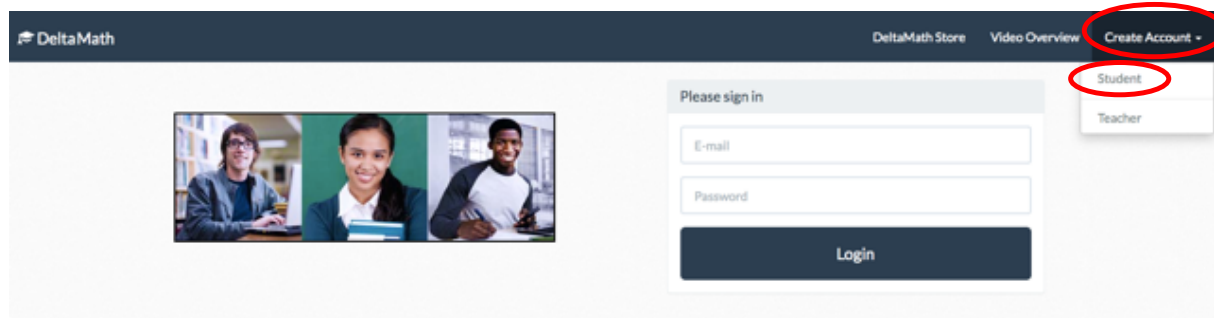 DeltaMath
DeltaMath Store Video Overview Create Account
Student
Teacher
Please sign in
E-mail
Password
Login